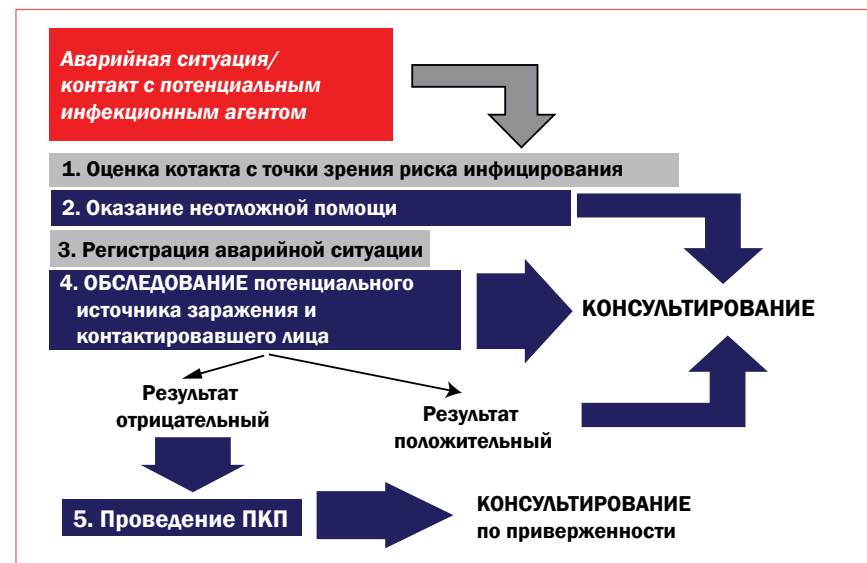 Аварийная ситуация/
контакт с потенциальным
инфекционным агентом
1. Оценка котакта с точки зрения риска инфицирования
2. Оказание неотложной помощи
3. Регистрация аварийной ситуации
4. ОБСЛЕДОВАНИЕ потенциального
источника заражения и
контактировавшего лица
КОНСУЛЬТИРОВАНИЕ
Результат
отрицательный
Результат
положительный
5. Проведение ПКП
КОНСУЛЬТИРОВАНИЕ
по приверженности